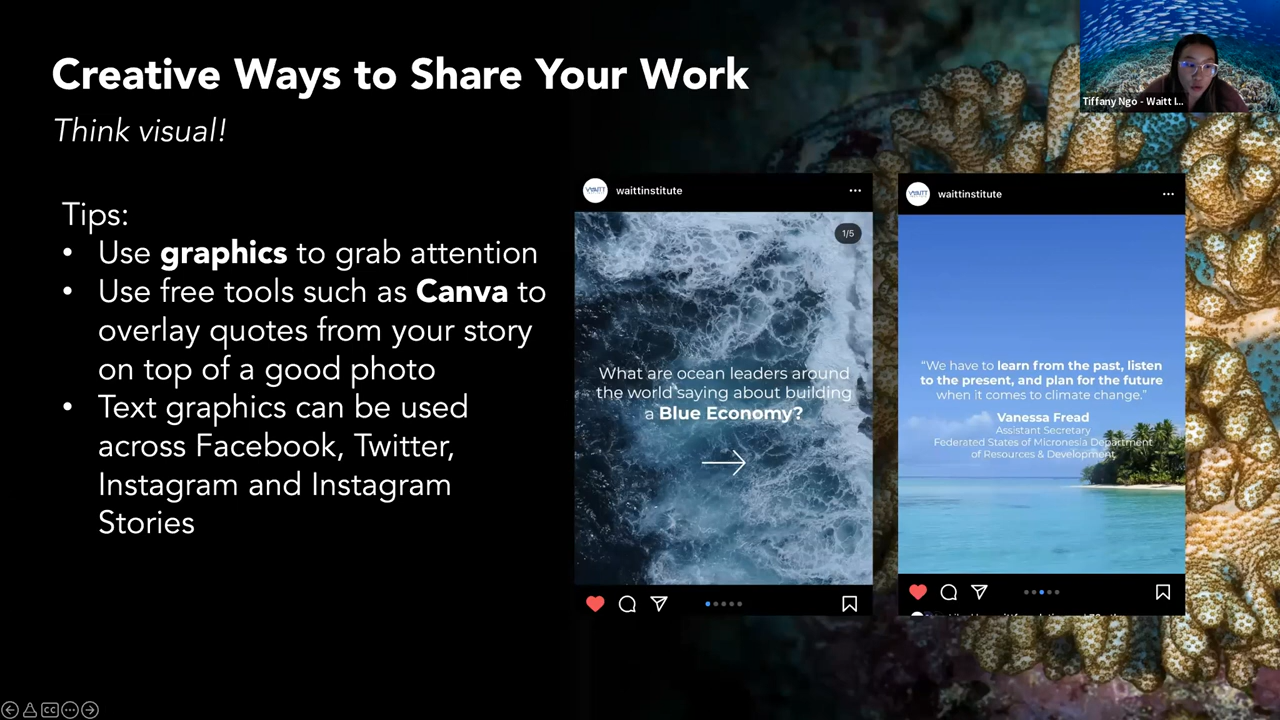 Creative Ways to Share Your Work
Think visual!
Tips:
• Use graphics to grab attention
• Use free tools such as Canva to
overlay quotes from your story
on top of a good photo
• Text graphics can be used
across Facebook, Twitter,
Instagram and Instagram
Stories
WAITT
waittinstitute
1/5
What are ocean leaders around
the world saying about building
a Blue Economy?
WAITT
waittinstitute
“We have to learn from the past, listen
to the present, and plan for the future
when it comes to climate change.”
Vanessa Fread
Assistant Secretary
Federated States of Micronesia Department
of Resources & Development
Tiffany Ngo - Waitt I...
CC